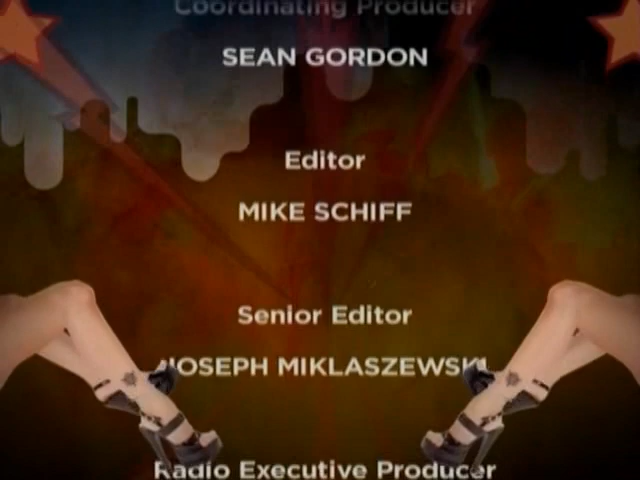 Coordinating Producer
SEAN GORDON
Editor
MIKE SCHIFF
Senior Editor
JOSEPH MIKLASZEWSKI
Radio Executive Producer